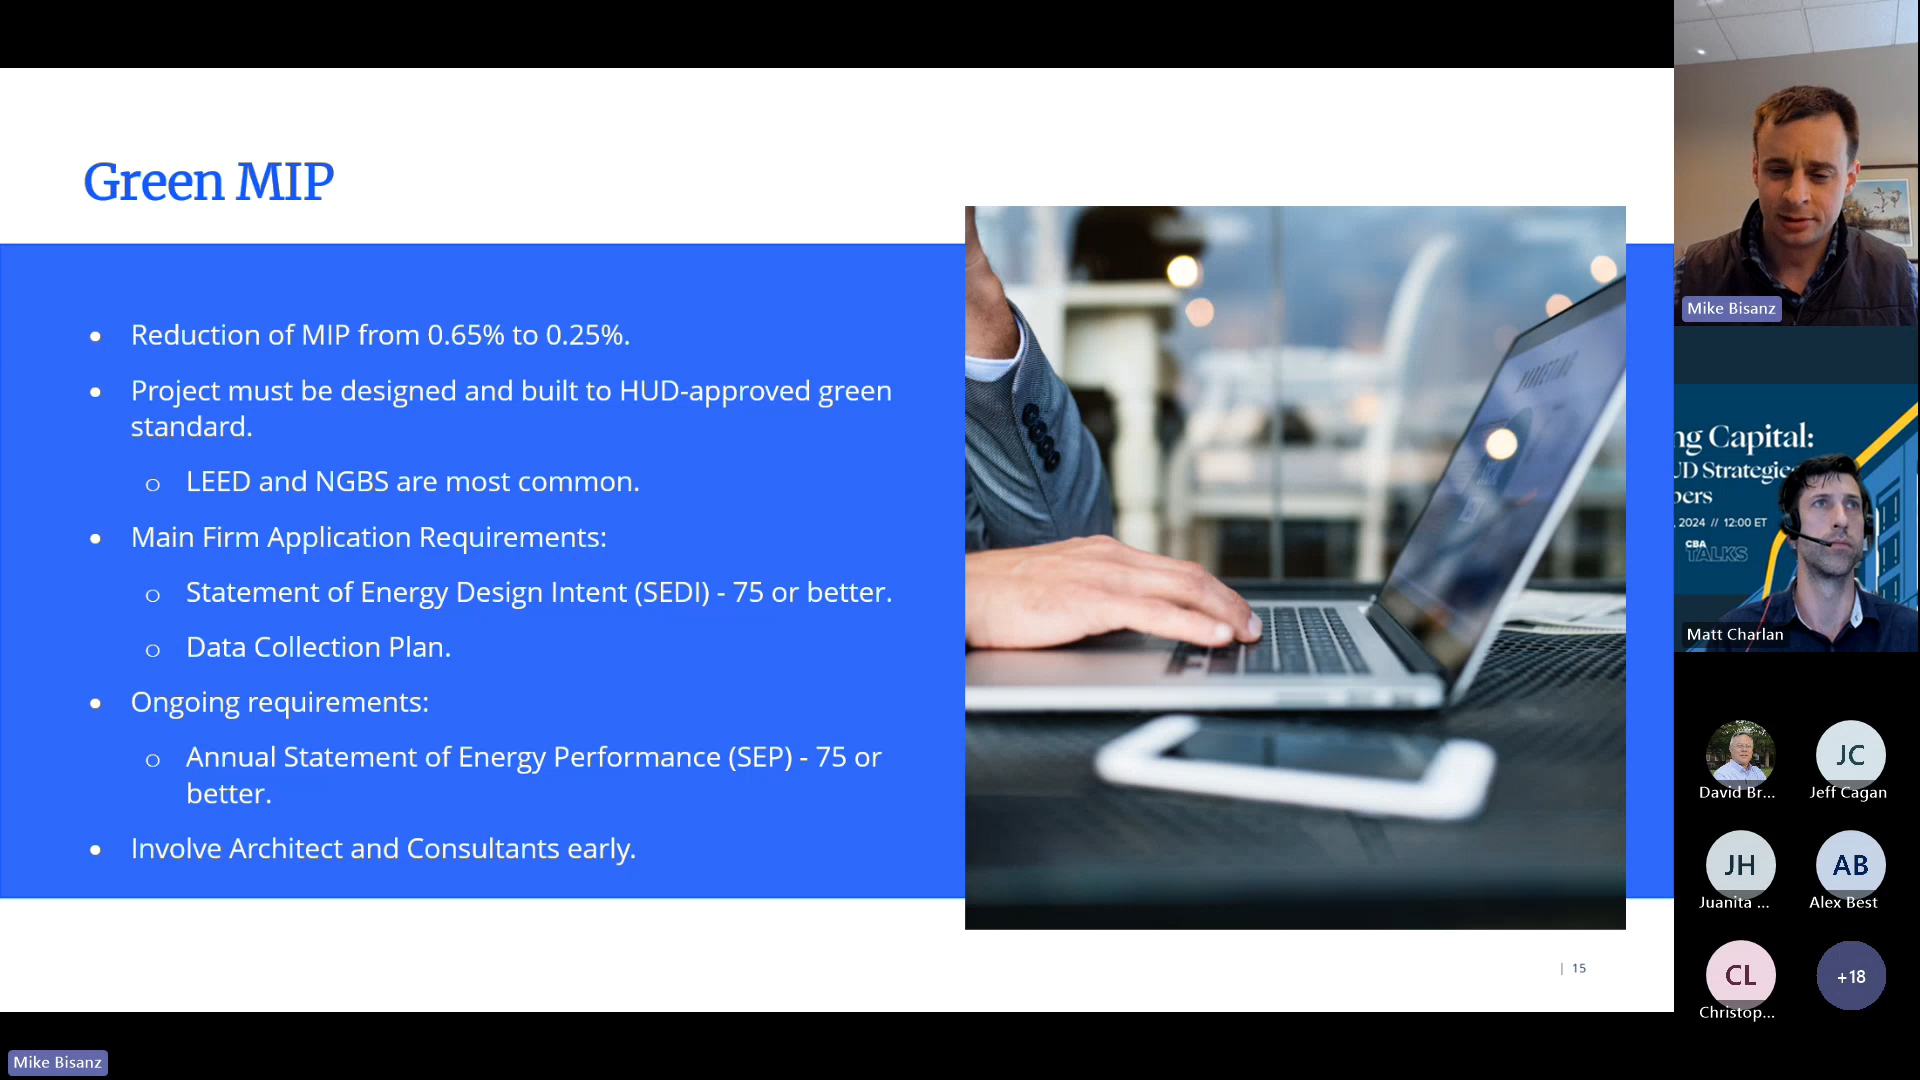 Green MIP
Reduction of MIP from 0.65% to 0.25%.
Project must be designed and built to HUD-approved green
standard.
LEED and NGBS are most common.
Main Firm Application Requirements:
Statement of Energy Design Intent (SEDI) - 75 or better.
Data Collection Plan.
Ongoing requirements:
Annual Statement of Energy Performance (SEP) - 75 or
better.
Involve Architect and Consultants early.
MARKETING
| 15
Mike Bisanz
ng Capital:
UD Strategies
bers
, 2024 // 12:00 ET
CBA
TALKS
Matt Charlan
David Br...
JC
Jeff Cagan
JH
Juanita ...
AB
Alex Best
CL
Christop...
+18
Mike Bisanz